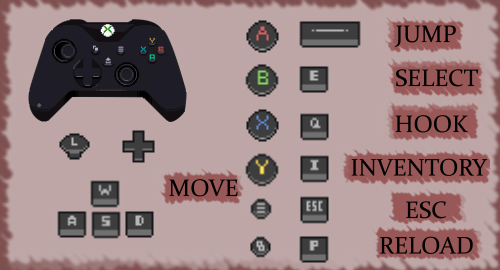 A JUMP
B E SELECT
X Q HOOK
Y I INVENTORY
L
MOVE
W
A S D
ESC ESC
P RELOAD